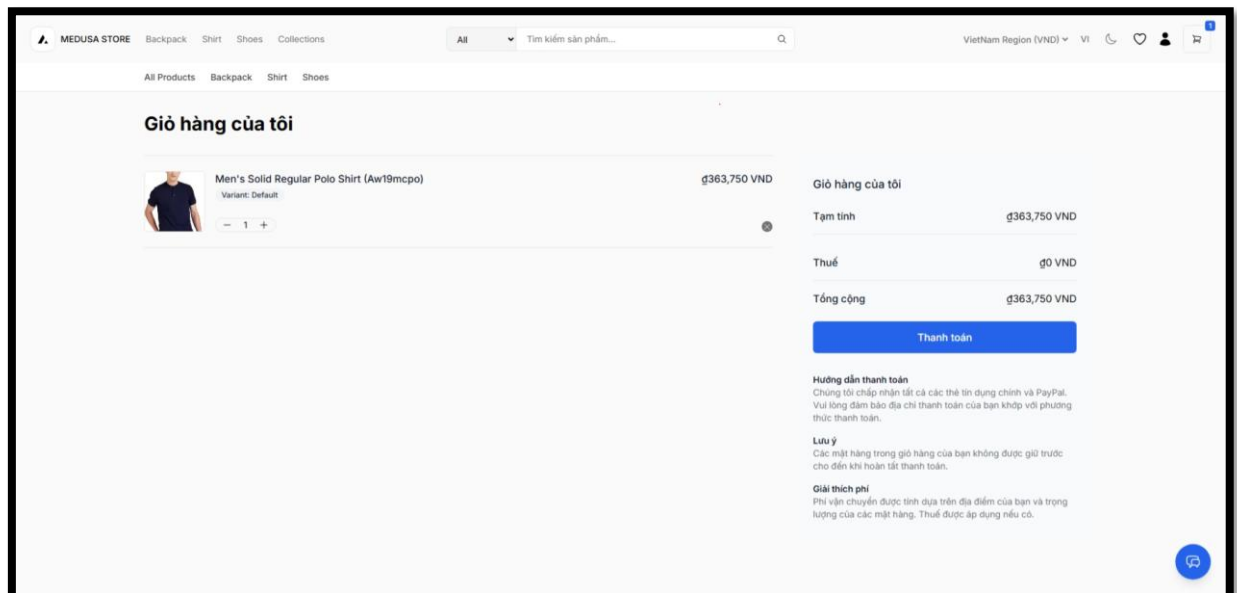 MEDUSA STORE Backpack Shirt Shoes Collections All Tìm kiếm sản phẩm... VietNam Region (VND) VI 1
All Products Backpack Shirt Shoes
Giỏ hàng của tôi
Men's Solid Regular Polo Shirt (Aw19mcpo) ₫363,750 VND
Variant: Default
− 1 +
Giỏ hàng của tôi
Tạm tính ₫363,750 VND
Thuế ₫0 VND
Tổng cộng ₫363,750 VND
Thanh toán
Hướng dẫn thanh toán
Chúng tôi chấp nhận tất cả các thẻ tín dụng chính và PayPal.
Vui lòng đảm bảo địa chỉ thanh toán của bạn khớp với phương
thức thanh toán.
Lưu ý
Các mặt hàng trong giỏ hàng của bạn không được giữ trước
cho đến khi hoàn tất thanh toán.
Giải thích phí
Phí vận chuyển được tính dựa trên địa điểm của bạn và trọng
lượng của các mặt hàng. Thuế được áp dụng nếu có.